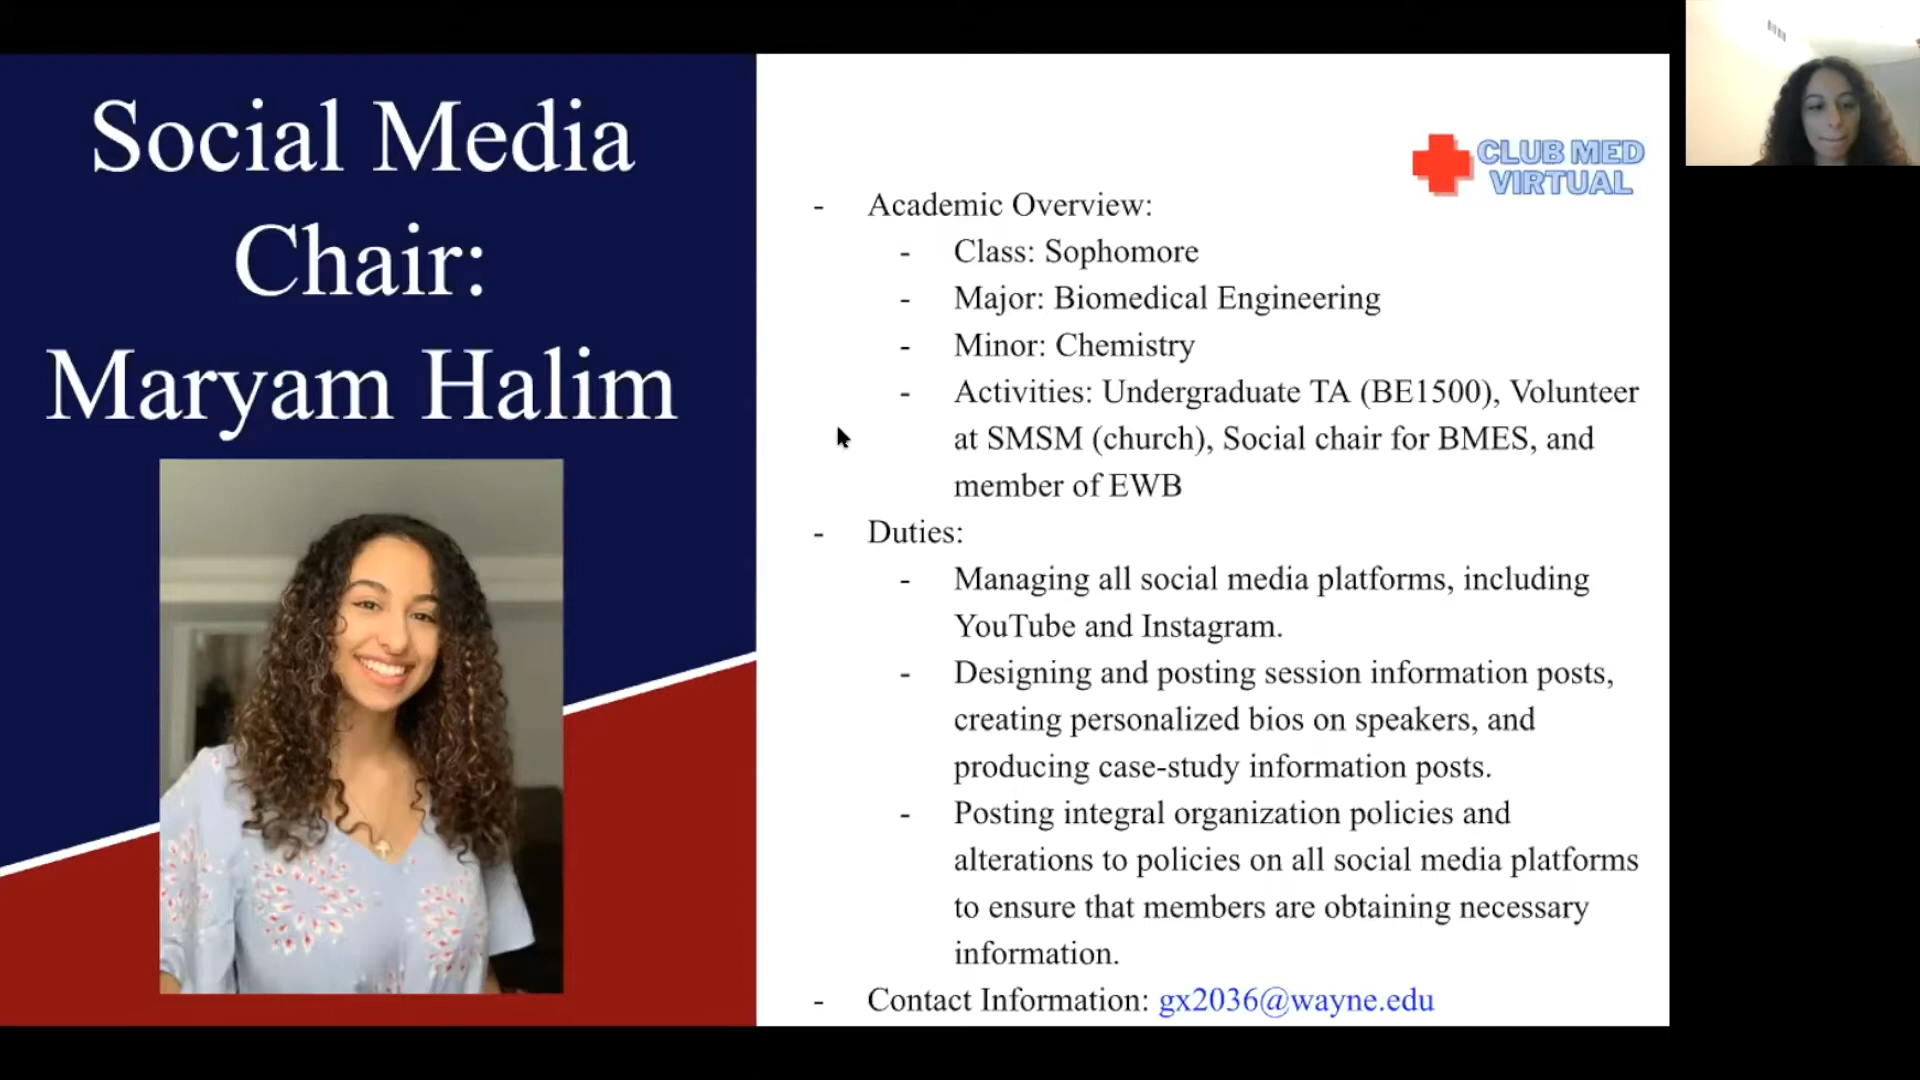 Social Media
Chair:
Maryam Halim
CLUB MED
VIRTUAL
- Academic Overview:
- Class: Sophomore
- Major: Biomedical Engineering
- Minor: Chemistry
- Activities: Undergraduate TA (BE1500), Volunteer
at SMSM (church), Social chair for BMES, and
member of EWB
- Duties:
- Managing all social media platforms, including
YouTube and Instagram.
- Designing and posting session information posts,
creating personalized bios on speakers, and
producing case-study information posts.
- Posting integral organization policies and
alterations to policies on all social media platforms
to ensure that members are obtaining necessary
information.
- Contact Information: gx2036@wayne.edu